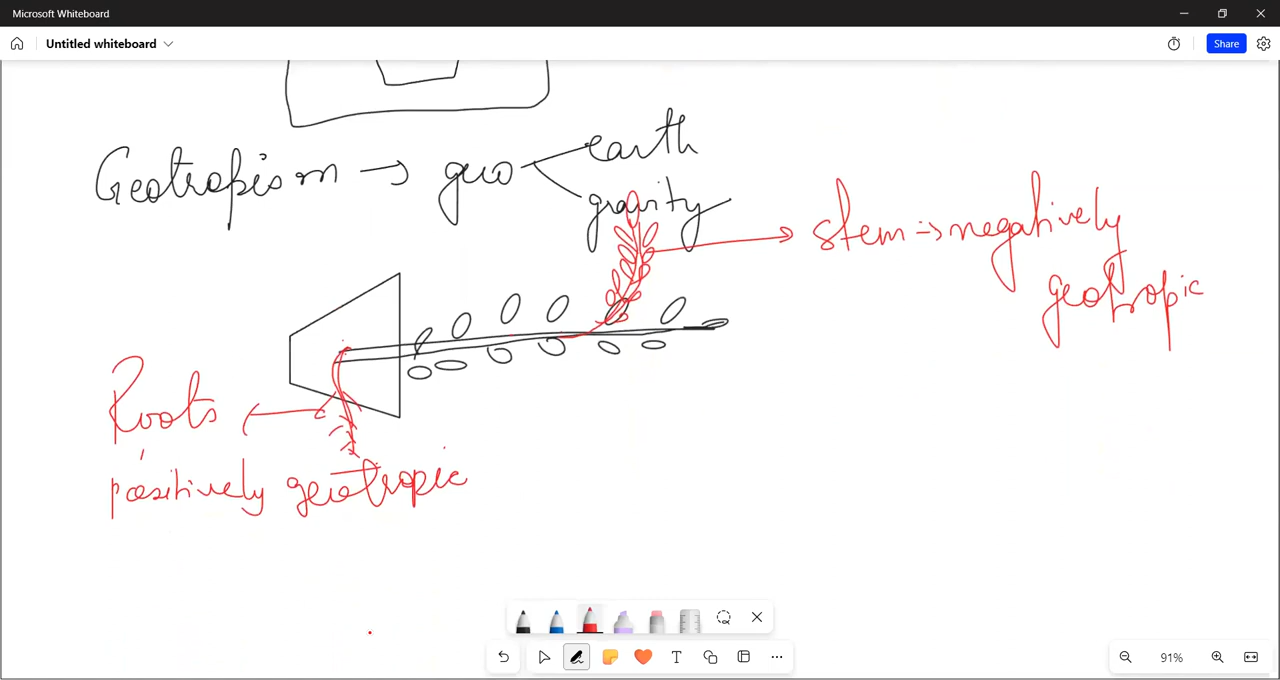 Microsoft Whiteboard
Untitled whiteboard
Share
Geotropism → geo
earth
gravity
stem => negatively
geotropic
Roots
positively geotropic
T
91%